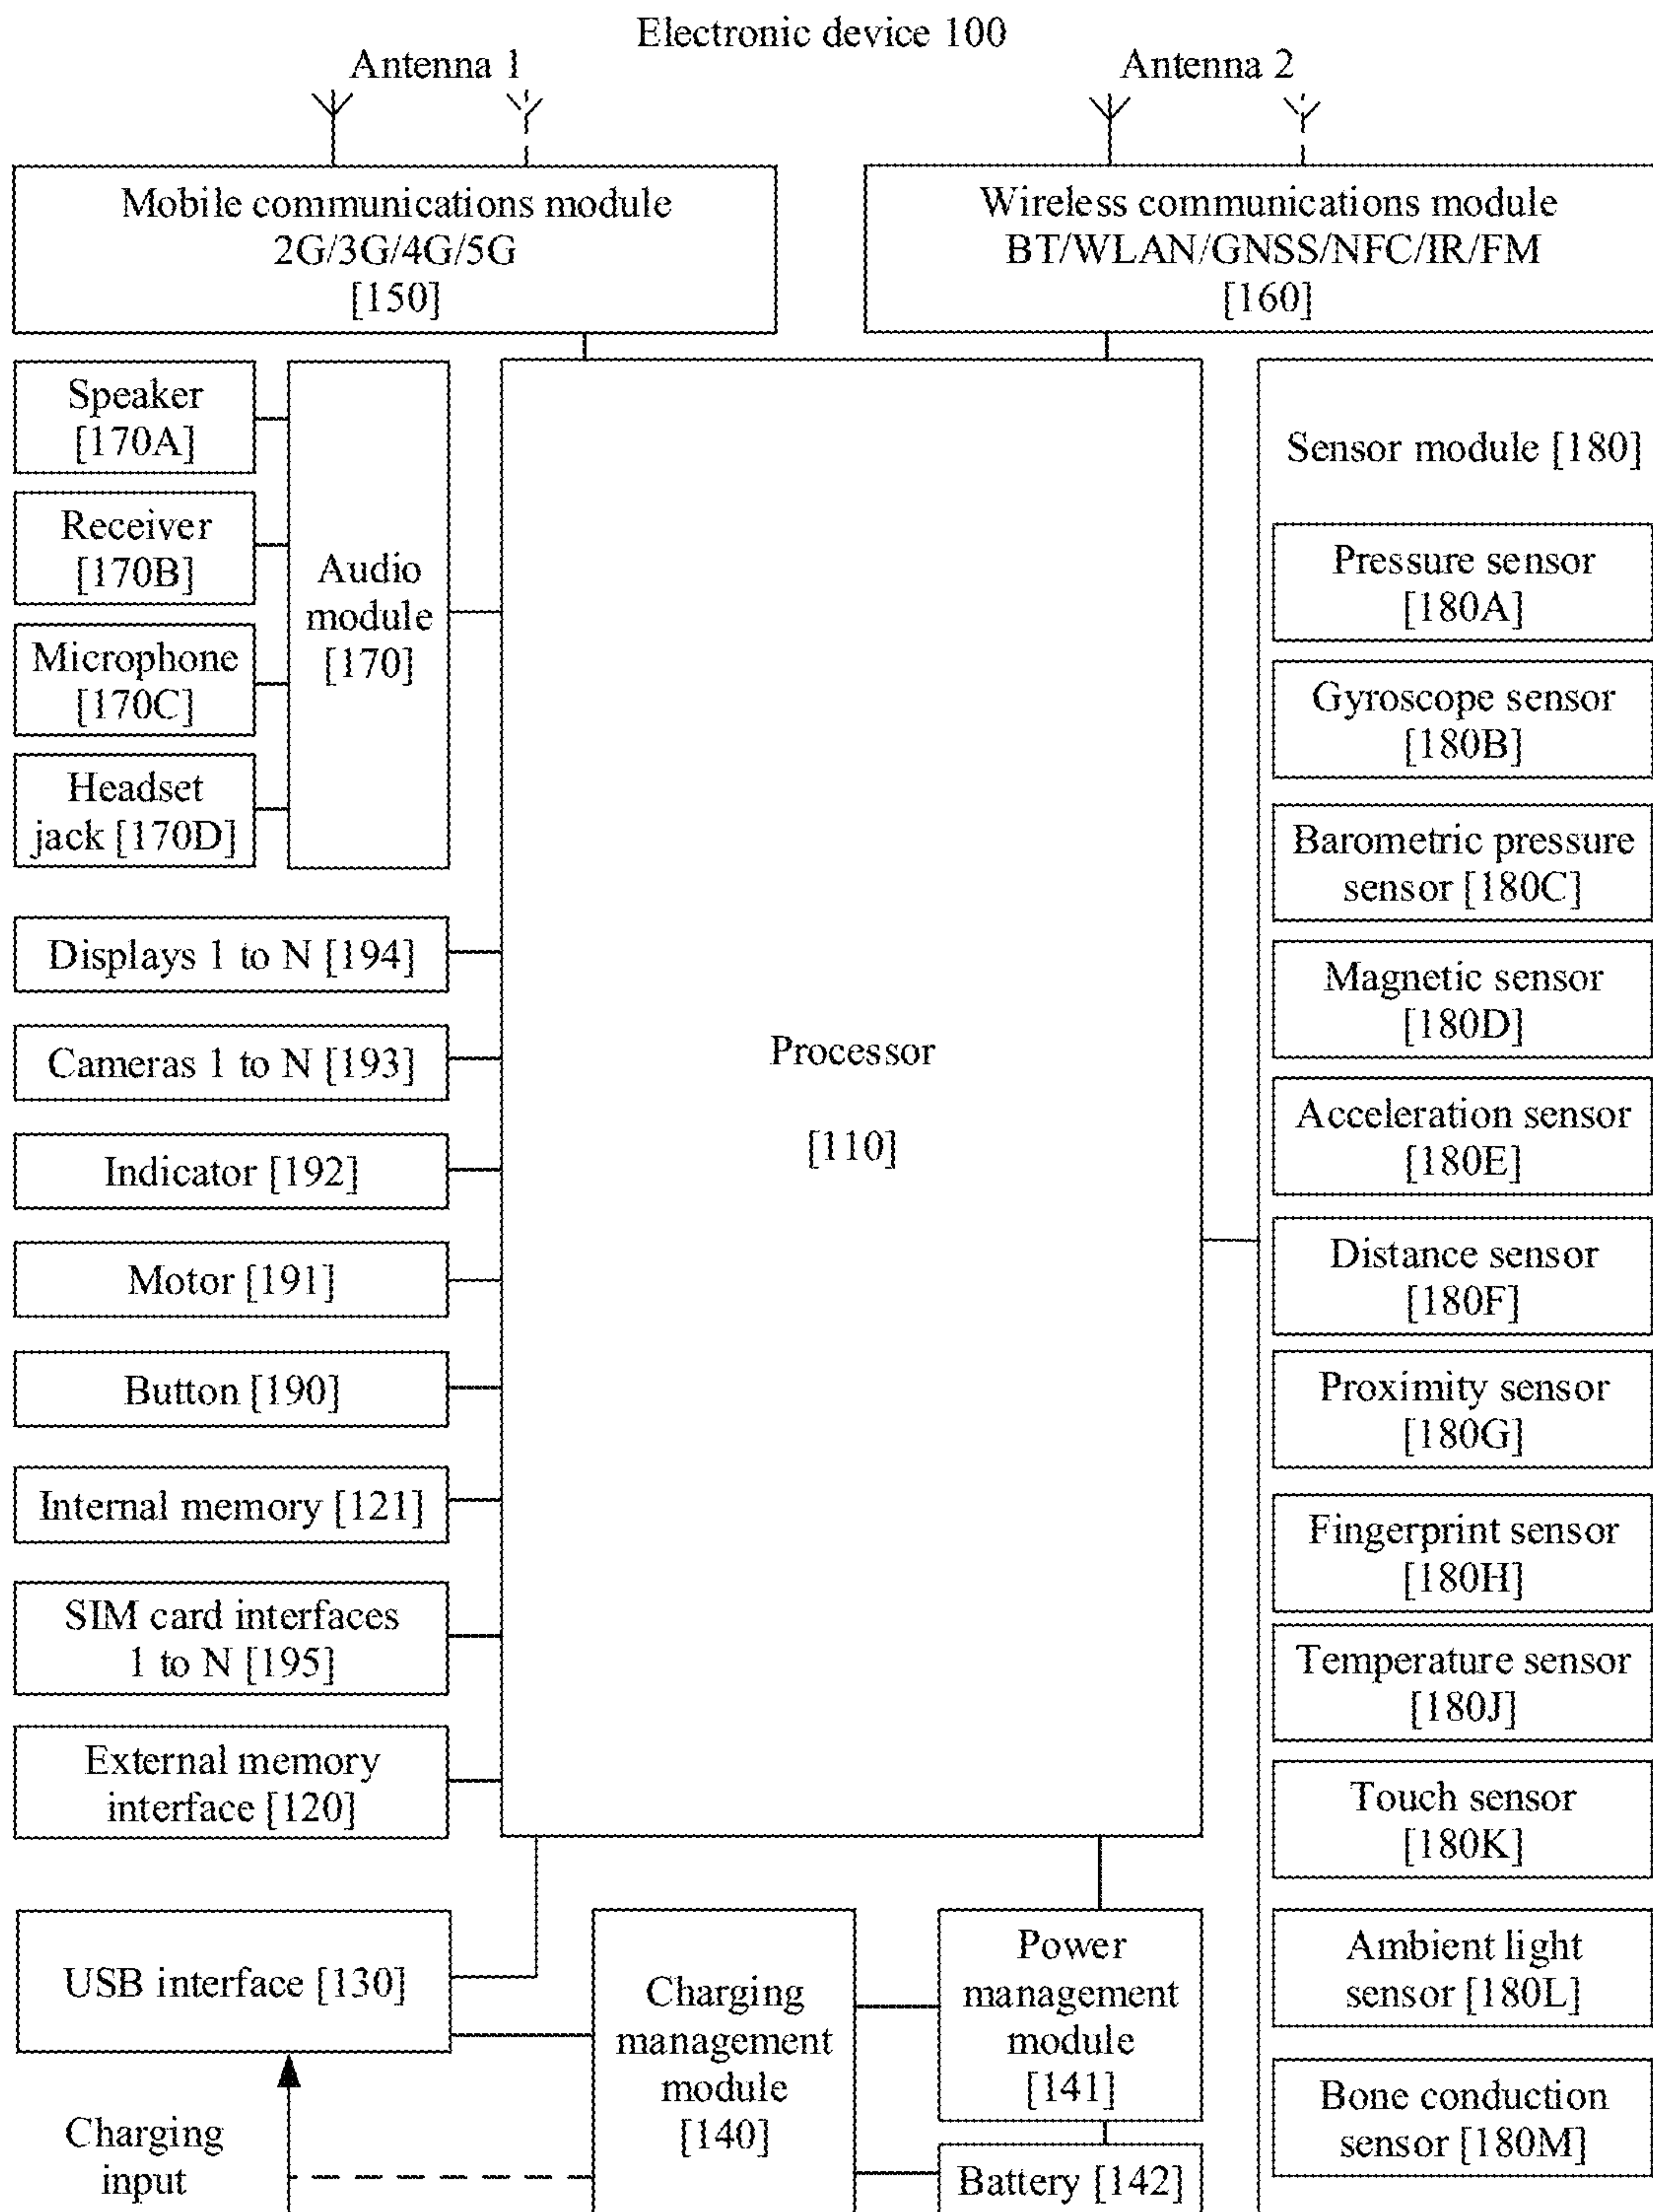 Electronic device 100
Antenna 1
Antenna 2
Mobile communications module
2G/3G/4G/5G
[150]
Wireless communications module
BT/WLAN/GNSS/NFC/IR/FM
[160]
Speaker
[170A]
Receiver
[170B]
Microphone
[170C]
Headset
jack [170D]
Audio
module
[170]
Displays 1 to N [194]
Cameras 1 to N [193]
Indicator [192]
Motor [191]
Button [190]
Internal memory [121]
SIM card interfaces
1 to N [195]
External memory
interface [120]
Processor
[110]
Sensor module [180]
Pressure sensor
[180A]
Gyroscope sensor
[180B]
Barometric pressure
sensor [180C]
Magnetic sensor
[180D]
Acceleration sensor
[180E]
Distance sensor
[180F]
Proximity sensor
[180G]
Fingerprint sensor
[180H]
Temperature sensor
[180J]
Touch sensor
[180K]
Ambient light
sensor [180L]
Bone conduction
sensor [180M]
USB interface [130]
Charging
input
Charging
management
module
[140]
Power
management
module
[141]
Battery [142]